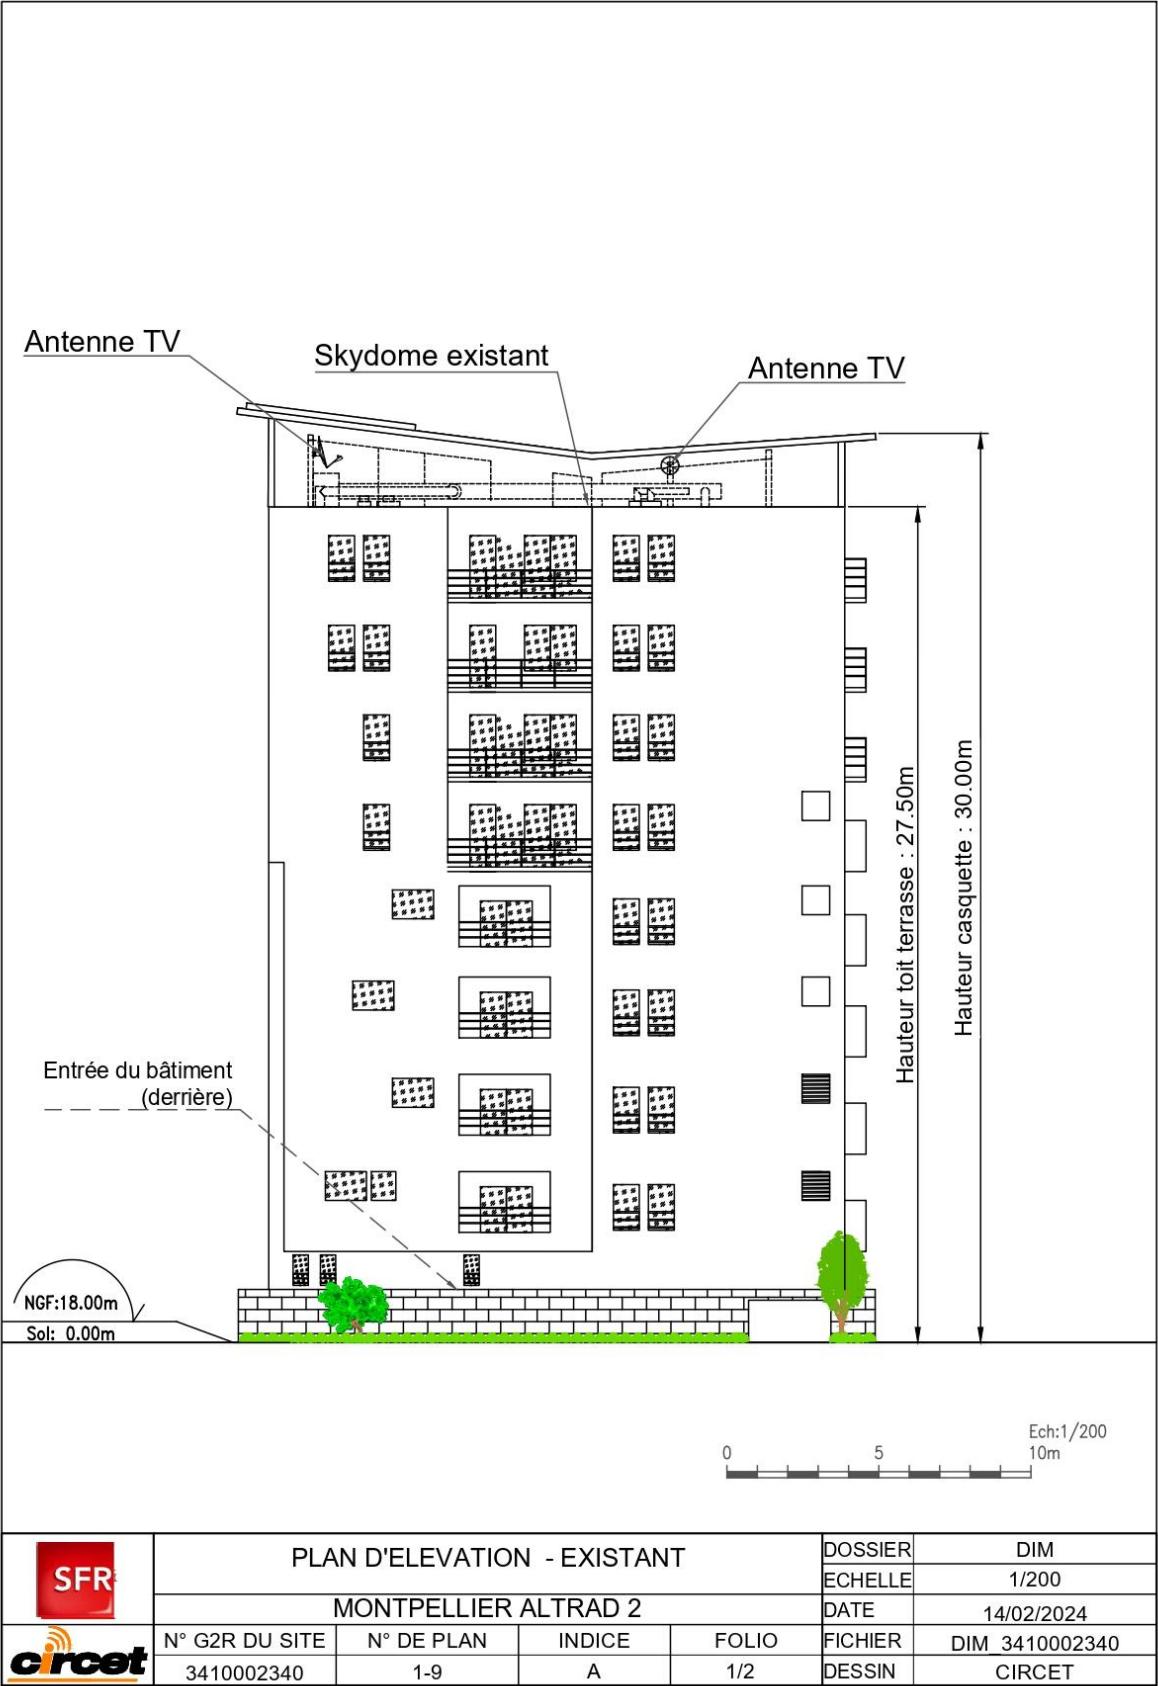 Antenne TV
Skydome existant
Antenne TV
Hauteur toit terrasse : 27.50m
Hauteur casquette : 30.00m
Entrée du bâtiment
(derrière)
NGF:18.00m
Sol: 0.00m
Ech:1/200
0 5 10m
SFR
circet
PLAN D'ELEVATION - EXISTANT
MONTPELLIER ALTRAD 2
N° G2R DU SITE N° DE PLAN INDICE FOLIO
3410002340 1-9 A 1/2
DOSSIER DIM
ECHELLE 1/200
DATE 14/02/2024
FICHIER DIM_3410002340
DESSIN CIRCET